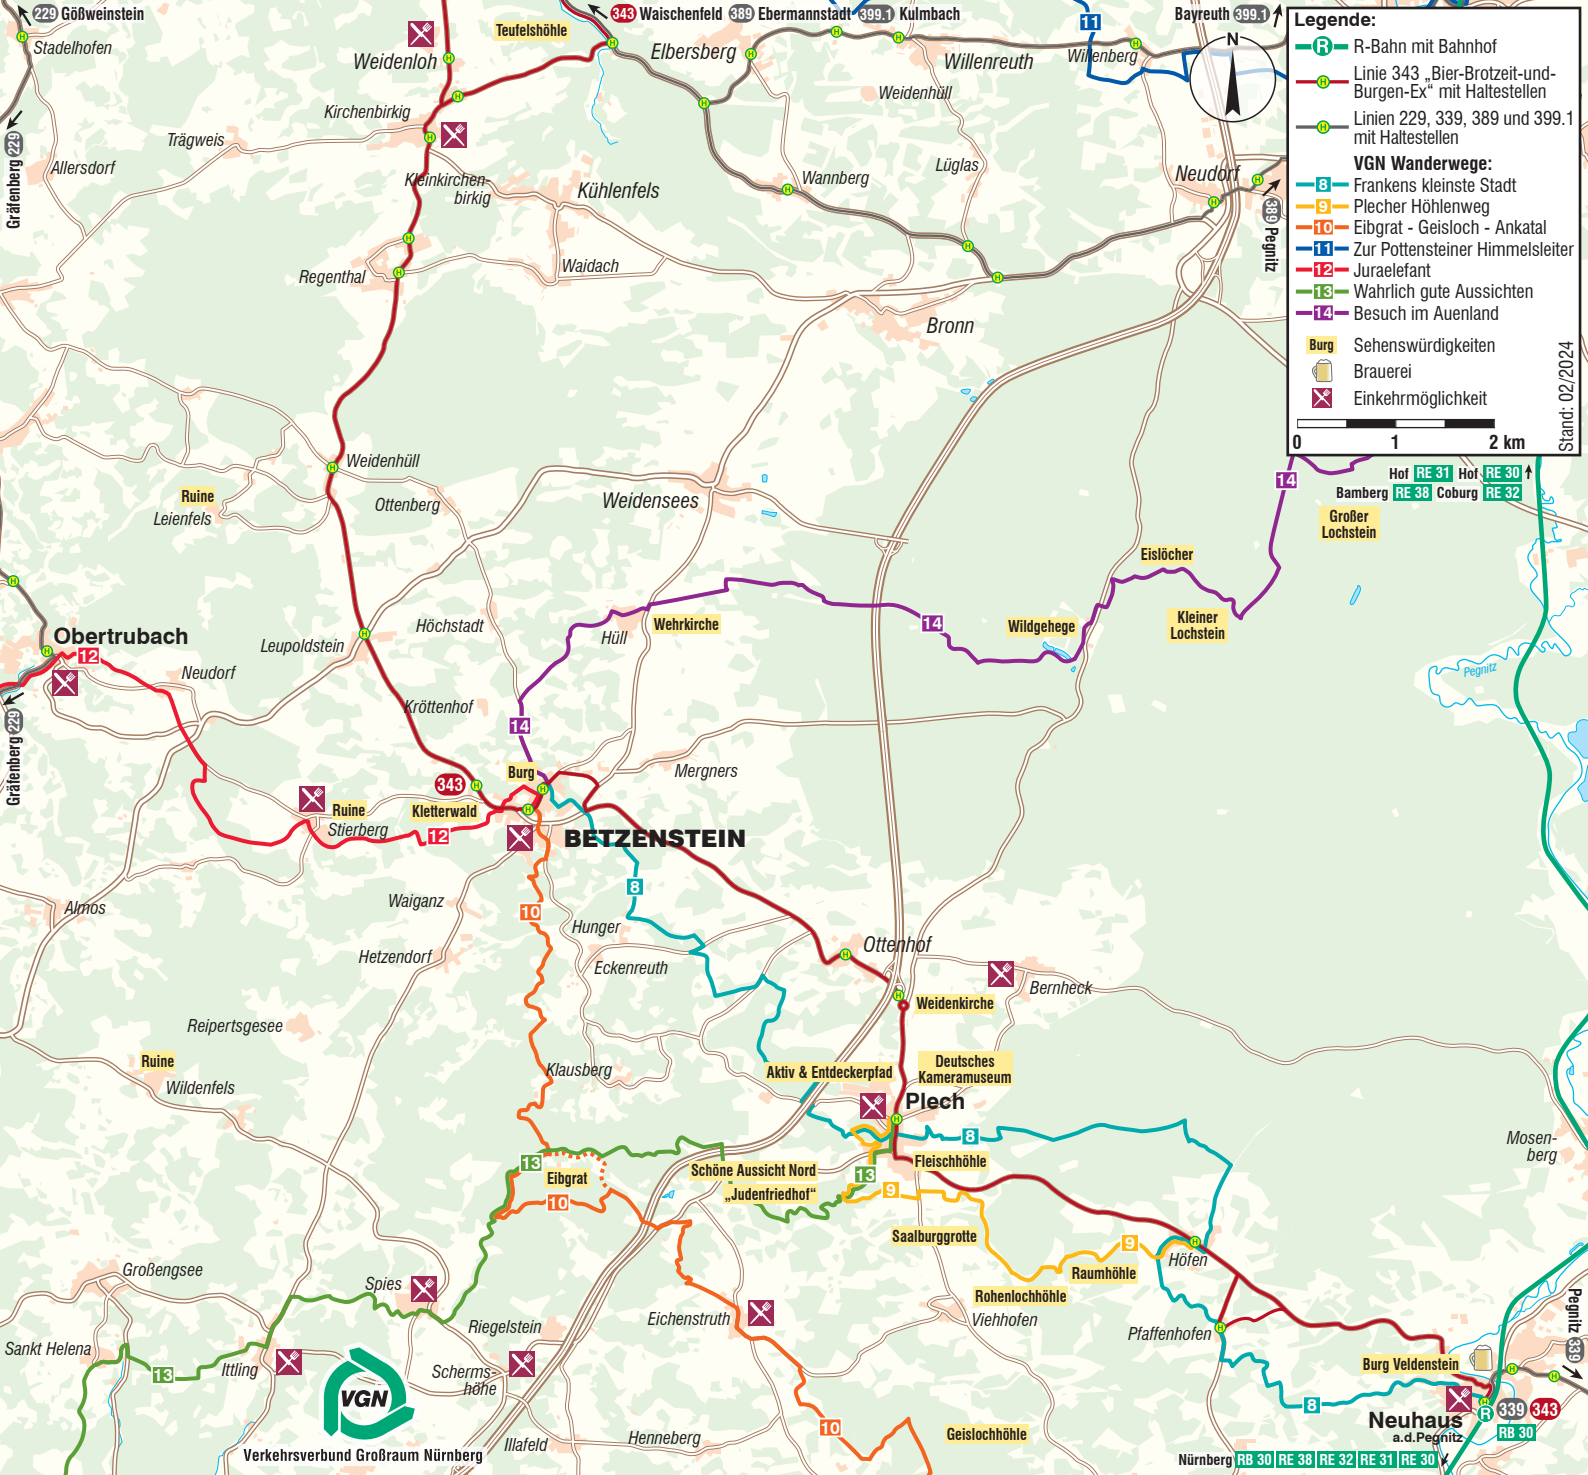 229 Gößweinstein
Stadelhofen
343 Waischenfeld 389 Ebermannstadt 399.1 Kulmbach
Bayreuth 399.1
Teufelshöhle
Elbersberg
Weidenloh
Willenreuth
Willenberg
11
N
Weidenhüll
Kirchenbirkig
Trägweis
Gräfenberg 229
Allersdorf
Kleinkirchen-
birkig
Kühlenfels
Wannberg
Lüglas
Neudorf
389 Pegnitz
Regenthal
Waidach
Bronn
Legende:
R R-Bahn mit Bahnhof
H Linie 343 „Bier-Brotzeit-und-
Burgen-Ex“ mit Haltestellen
H Linien 229, 339, 389 und 399.1
mit Haltestellen
VGN Wanderwege:
8 Frankens kleinste Stadt
9 Plecher Höhlenweg
10 Eibgrat - Geisloch - Ankatal
11 Zur Pottensteiner Himmelsleiter
12 Juraelefant
13 Wahrlich gute Aussichten
14 Besuch im Auenland
Burg Sehenswürdigkeiten
Brauerei
Einkehrmöglichkeit
0 1 2 km
Stand: 02/2024
Hof RE 31 Hof RE 30
Bamberg RE 38 Coburg RE 32
14
Großer
Lochstein
Weidenhüll
Ruine
Leienfels
Ottenberg
Weidensees
Eislöcher
Kleiner
Lochstein
Wildgehege
14
Wehrkirche
Hüll
Höchstadt
Leupoldstein
Obertrubach
12
Neudorf
Gräfenberg 229
Kröttenhof
14
Pegnitz
Mergners
Burg
343
Kletterwald
Ruine
Stierberg
12
BETZENSTEIN
8
Waiganz
Almos
10
Hunger
Hetzendorf
Eckenreuth
Ottenhof
Bernheck
Weidenkirche
Reipertsgesee
Ruine
Wildenfels
Klausberg
Aktiv & Entdeckerpfad
Deutsches
Kameramuseum
Plech
8
Mosen-
berg
13
Eibgrat
10
Schöne Aussicht Nord
„Judenfriedhof“
13
Fleischhöhle
9
Saalburggrotte
9
Raumhöhle
Höfen
Rohenlochhöhle
Großengsee
Spies
Riegelstein
Eichenstruth
Viehhofen
Pfaffenhofen
Pegnitz 339
Sankt Helena
13
Ittling
Scherms-
höhe
Burg Veldenstein
8
Neuhaus
a.d.Pegnitz
R 339 343
RB 30
VGN
Verkehrsverbund Großraum Nürnberg
Illafeld
Henneberg
10
Geislochhöhle
Nürnberg RB 30 RE 38 RE 32 RE 31 RE 30